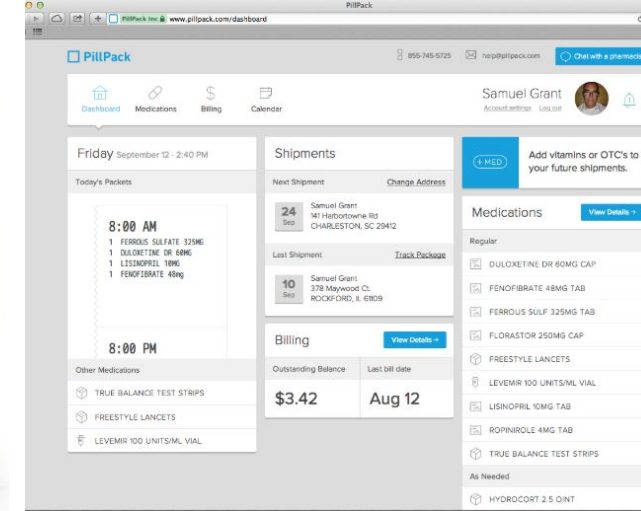 PillPack
PillPack Inc www.pillpack.com/dashboard
PillPack
855-745-5725
help@pillpack.com
Chat with a pharmacis
Dashboard
Medications
Billing
Calendar
Samuel Grant
Account settings Log out
1
Friday September 12 - 2:40 PM
Today's Packets
8:00 AM
1 FERROUS SULFATE 325MG
1 DULOXETINE DR 60MG
1 LISINOPRIL 10MG
1 FENOFIBRATE 48mg
8:00 PM
Other Medications
TRUE BALANCE TEST STRIPS
FREESTYLE LANCETS
LEVEMIR 100 UNITS/ML VIAL
Shipments
Next Shipment Change Address
24 Sep
Samuel Grant
141 Harbortowne Rd
CHARLESTON, SC 29412
Last Shipment Track Package
10 Sep
Samuel Grant
378 Maywood Ct.
ROCKFORD, IL 61109
Billing
View Details →
Outstanding Balance
Last bill date
$3.42
Aug 12
+ MED
Add vitamins or OTC's to
your future shipments.
Medications
View Details →
Regular
DULOXETINE DR 60MG CAP
FENOFIBRATE 48MG TAB
FERROUS SULF 325MG TAB
FLORASTOR 250MG CAP
FREESTYLE LANCETS
LEVEMIR 100 UNITS/ML VIAL
LISINOPRIL 10MG TAB
ROPINIROLE 4MG TAB
TRUE BALANCE TEST STRIPS
As Needed
HYDROCORT 2.5 OINT